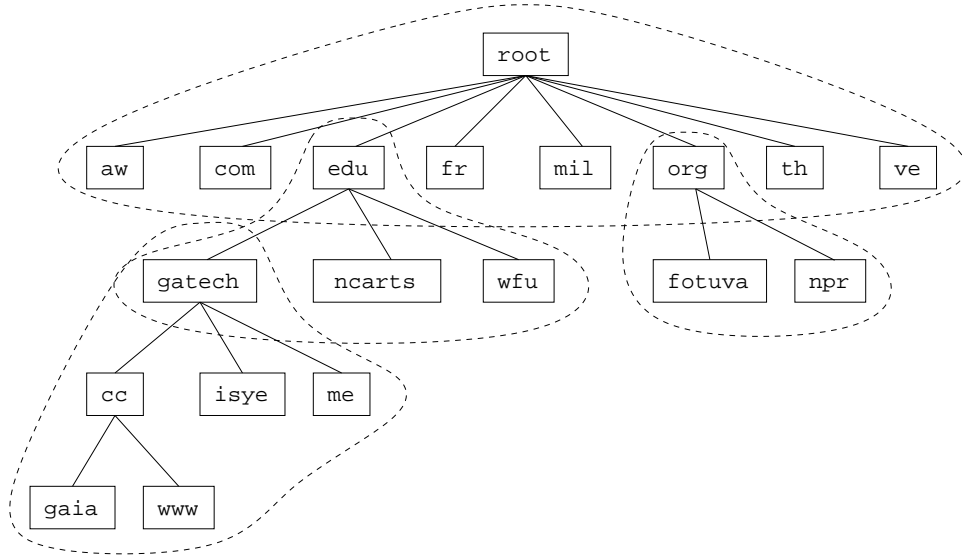 root
aw com edu fr mil org th ve
gatech ncarts wfu fotuva npr
cc isye me
gaia www